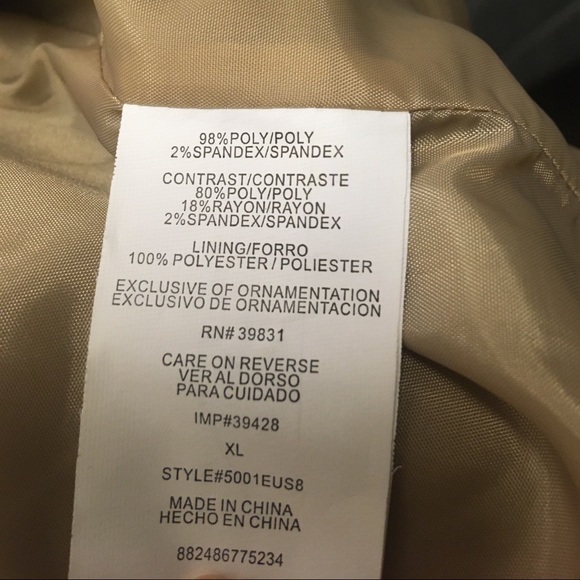 98%POLY/POLY
2%SPANDEX/SPANDEX
CONTRAST/CONTRASTE
80%POLY/POLY
18%RAYON/RAYON
2%SPANDEX/SPANDEX
LINING/FORRO
100% POLYESTER / POLIESTER
EXCLUSIVE OF ORNAMENTATION
EXCLUSIVO DE ORNAMENTACION
RN# 39831
CARE ON REVERSE
VER AL DORSO
PARA CUIDADO
IMP#39428
XL
STYLE#5001EUS8
MADE IN CHINA
HECHO EN CHINA
882486775234